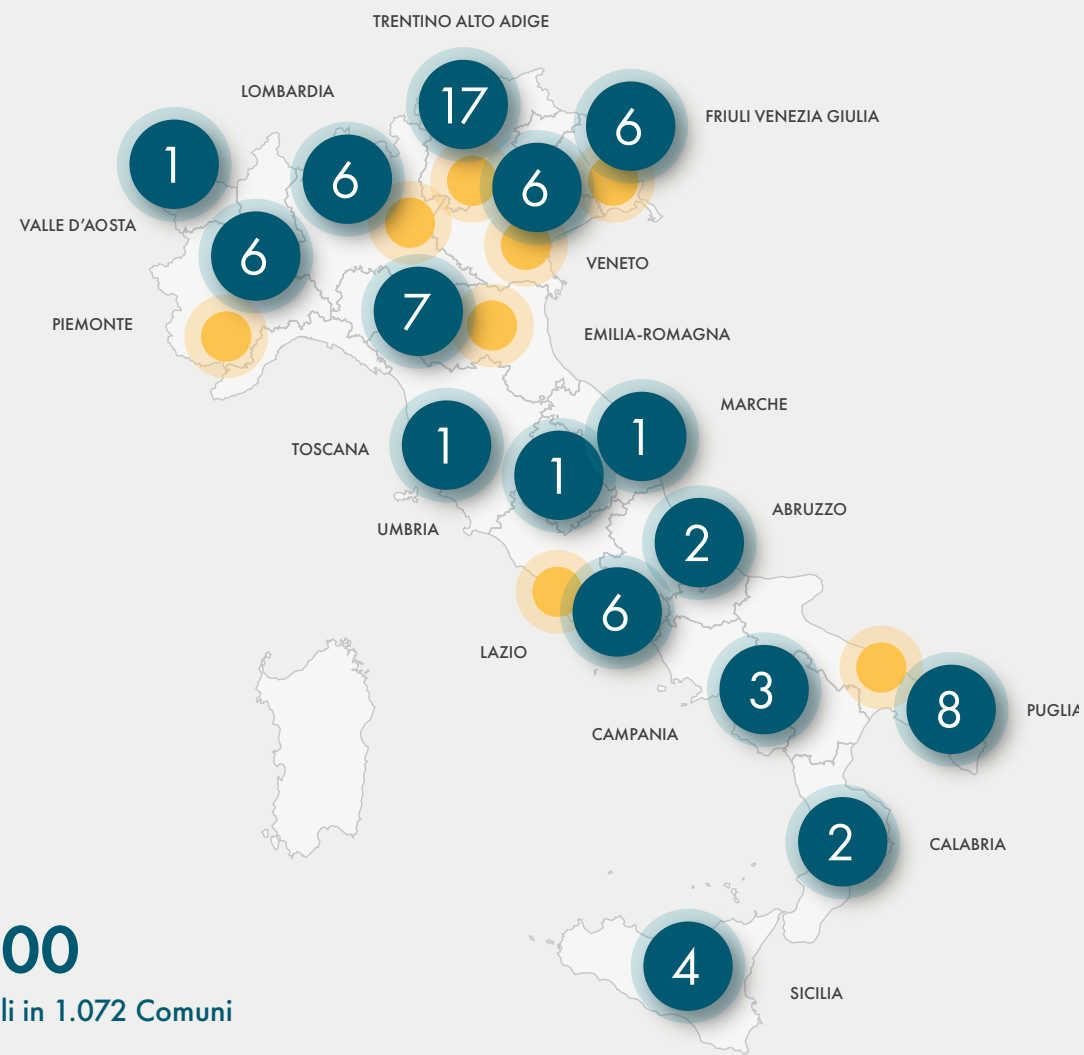 TRENTINO ALTO ADIGE
LOMBARDIA
17
6
FRIULI VENEZIA GIULIA
1
6
6
VALLE D'AOSTA
6
VENETO
7
PIEMONTE
EMILIA-ROMAGNA
MARCHE
1
1
TOSCANA
1
ABRUZZO
UMBRIA
2
6
LAZIO
3
8
PUGLIA
CAMPANIA
2
CALABRIA
00
4
SICILIA
li in 1.072 Comuni